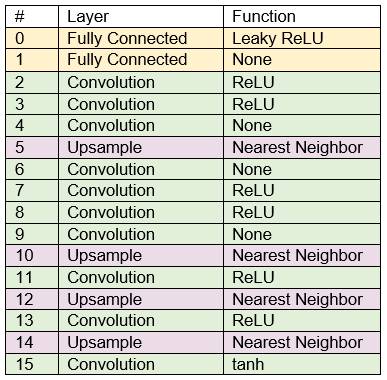 # Layer Function
0 Fully Connected Leaky ReLU
1 Fully Connected None
2 Convolution ReLU
3 Convolution ReLU
4 Convolution None
5 Upsample Nearest Neighbor
6 Convolution None
7 Convolution ReLU
8 Convolution ReLU
9 Convolution None
10 Upsample Nearest Neighbor
11 Convolution ReLU
12 Upsample Nearest Neighbor
13 Convolution ReLU
14 Upsample Nearest Neighbor
15 Convolution tanh